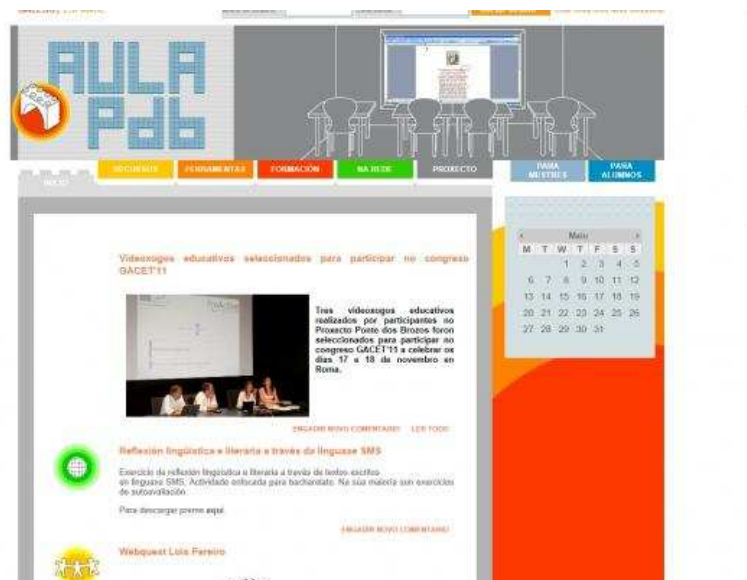 AULA
Pdb
INICIO
RECURSOS
FERRAMENTAS
FORMACIÓN
NA REDE
PROXECTO
PARA
MESTRES
PARA
ALUMNOS
Maio
M T W T F S S
1 2 3 4 5
6 7 8 9 10 11 12
13 14 15 16 17 18 19
20 21 22 23 24 25 26
27 28 29 30 31
Videoxogos educativos seleccionados para participar no congreso
GACET'11
Tres videoxogos educativos
realizados por participantes no
Proxecto Ponte dos Brozos foron
seleccionados para participar no
congreso GACET'11 a celebrar os
días 17 e 18 de novembro en
Roma.
ENGADIR NOVO COMENTARIO LER TODO
Reflexión lingüística e literaria a través da linguaxe SMS
Exercicio de reflexión lingüística e literaria a través de textos escritos
en linguaxe SMS. Actividade enfocada para bacharelato. Na súa maioría son exercicios
de autoavaliación.
Para descargar preme aquí.
ENGADIR NOVO COMENTARIO
Webquest Lois Pereiro